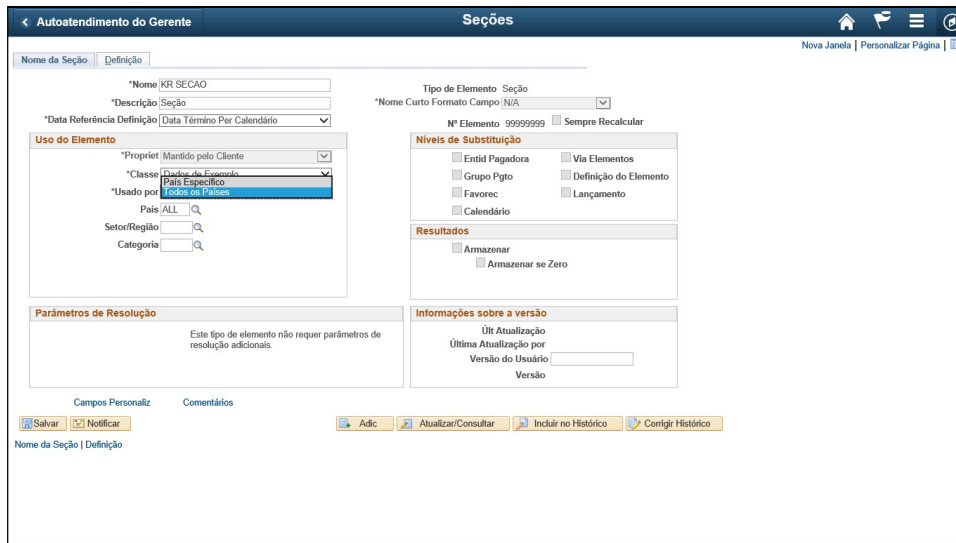 Autoatendimento do Gerente
Seções
Nova Janela | Personalizar Página |
Nome da Seção
Definição
*Nome KR SECAO
Tipo de Elemento Seção
*Descrição Seção
*Nome Curto Formato Campo N/A
*Data Referência Definição Data Término Per Calendário
Nº Elemento 99999999 Sempre Recalcular
Uso do Elemento
*Propriet Mantido pelo Cliente
*Classe Dados de Exemplo
País Específico
*Usado por Todos os Países
País ALL
Setor/Região
Categoria
Níveis de Substituição
Entid Pagadora Via Elementos
Grupo Pgto Definição do Elemento
Favorec Lançamento
Calendário
Resultados
Armazenar
Armazenar se Zero
Parâmetros de Resolução
Este tipo de elemento não requer parâmetros de
resolução adicionais.
Informações sobre a versão
Últ Atualização
Última Atualização por
Versão do Usuário
Versão
Campos Personaliz Comentários
Salvar Notificar Adic Atualizar/Consultar Incluir no Histórico Corrigir Histórico
Nome da Seção | Definição